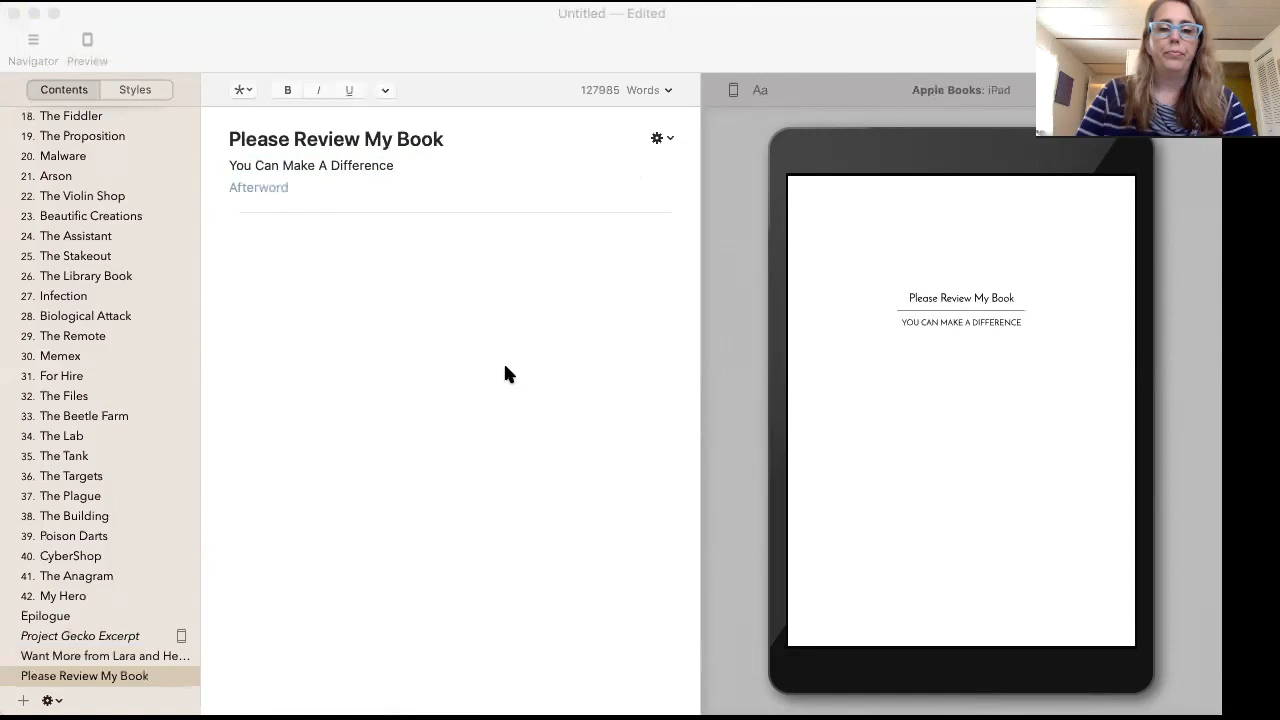 Untitled — Edited
Navigator
Preview
Contents
Styles
B I U
127985 Words
Aa
Apple Books: iPad
18. The Fiddler
19. The Proposition
20. Malware
21. Arson
22. The Violin Shop
23. Beautific Creations
24. The Assistant
25. The Stakeout
26. The Library Book
27. Infection
28. Biological Attack
29. The Remote
30. Memex
31. For Hire
32. The Files
33. The Beetle Farm
34. The Lab
35. The Tank
36. The Targets
37. The Plague
38. The Building
39. Poison Darts
40. CyberShop
41. The Anagram
42. My Hero
Epilogue
Project Gecko Excerpt
Want More from Lara and He...
Please Review My Book
Please Review My Book
You Can Make A Difference
Afterword
Please Review My Book
YOU CAN MAKE A DIFFERENCE